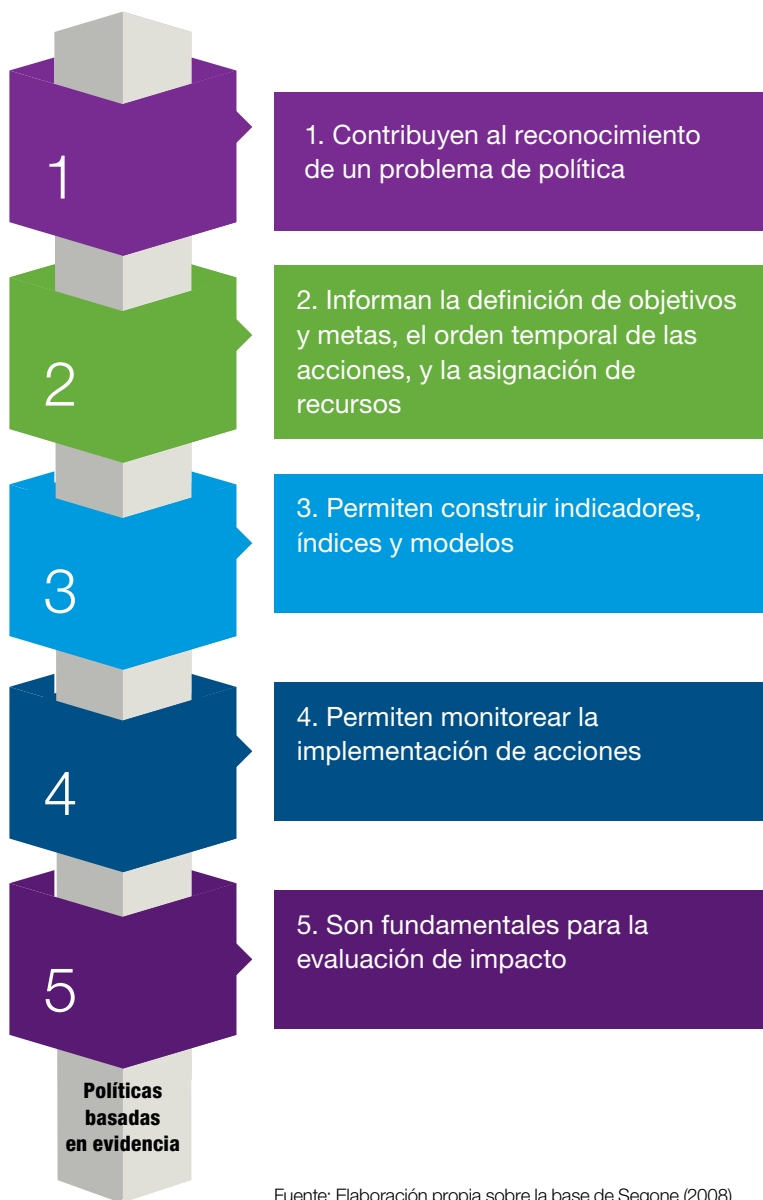 1
1. Contribuyen al reconocimiento
de un problema de política
2
2. Informan la definición de objetivos
y metas, el orden temporal de las
acciones, y la asignación de
recursos
3
3. Permiten construir indicadores,
índices y modelos
4
4. Permiten monitorear la
implementación de acciones
5
5. Son fundamentales para la
evaluación de impacto
Políticas
basadas
en evidencia
Fuente: Elaboración propia sobre la base de Segone (2008)